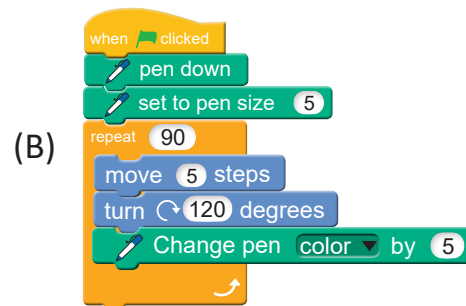 when clicked
pen down
set to pen size 5
repeat 90
(B)
move 5 steps
turn 120 degrees
Change pen color by 5